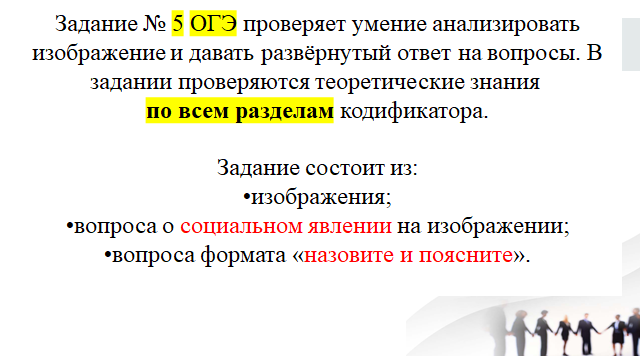 Задание № 5 ОГЭ проверяет умение анализировать
изображение и давать развёрнутый ответ на вопросы. В
задании проверяются теоретические знания
по всем разделам кодификатора.
Задание состоит из:
•изображения;
•вопроса о социальном явлении на изображении;
•вопроса формата «назовите и поясните».